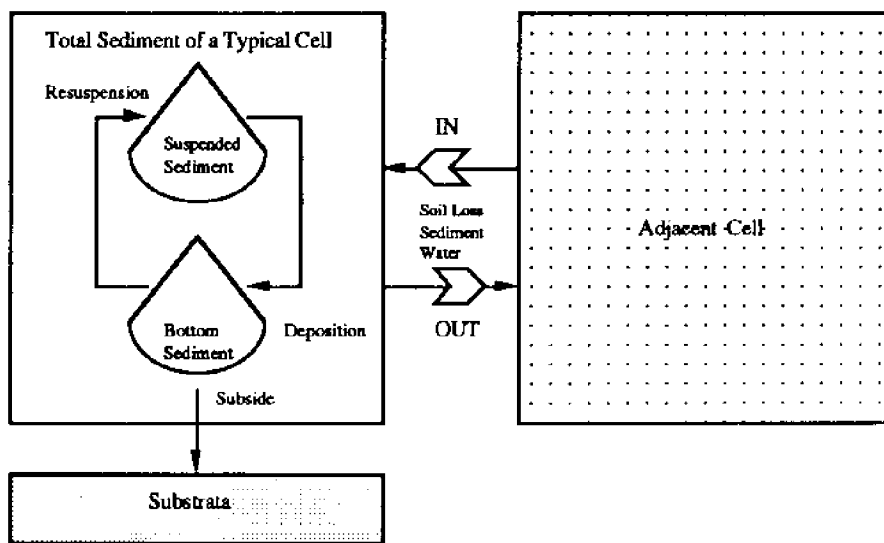 Total Sediment of a Typical Cell
Resuspension
Suspended
Sediment
Bottom
Sediment
Deposition
Subside
Substrata
IN
Soil Loss
Sediment
Water
OUT
Adjacent Cell